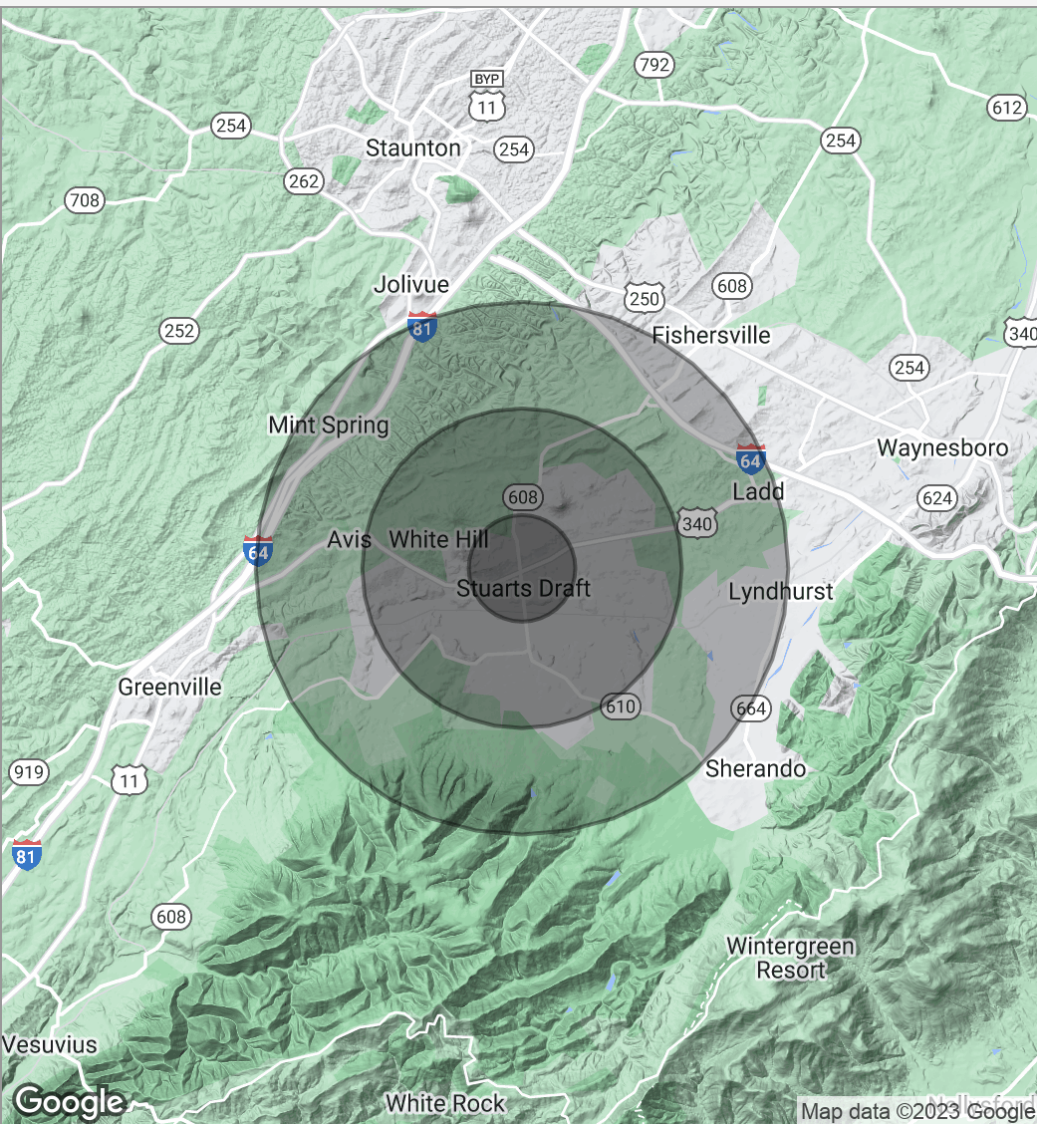 792
BYP
11
612
254
254
Staunton
254
262
708
Jolivue
608
250
81
252
Fishersville
340
254
Mint Spring
Waynesboro
64
Ladd
624
608
340
Avis
White Hill
64
Stuarts Draft
Lyndhurst
Greenville
610
664
Sherando
919
11
81
608
Wintergreen
Resort
Vesuvius
Google
White Rock
Nellysford
Map data ©2023 Google